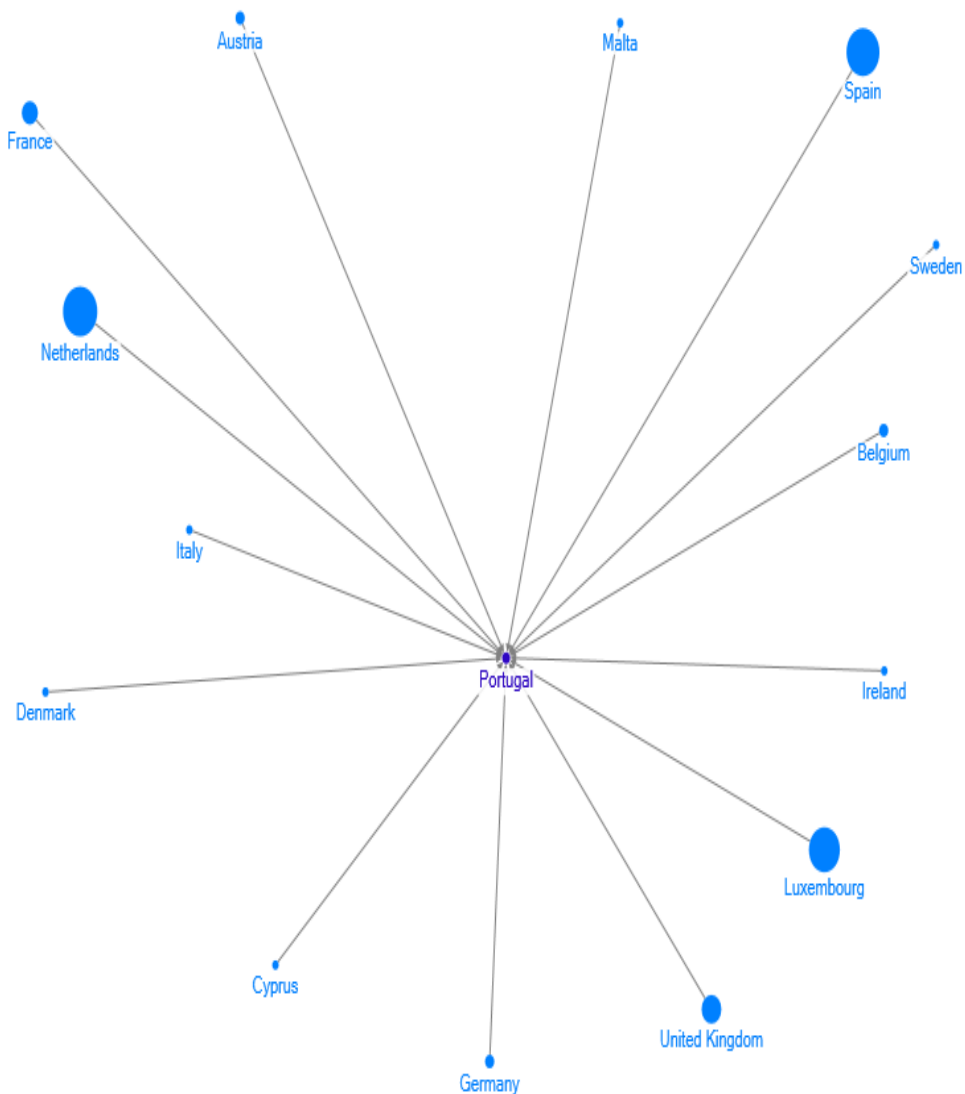 Austria
Malta
Spain
France
Sweden
Netherlands
Belgium
Italy
Portugal
Ireland
Denmark
Luxembourg
Cyprus
United Kingdom
Germany